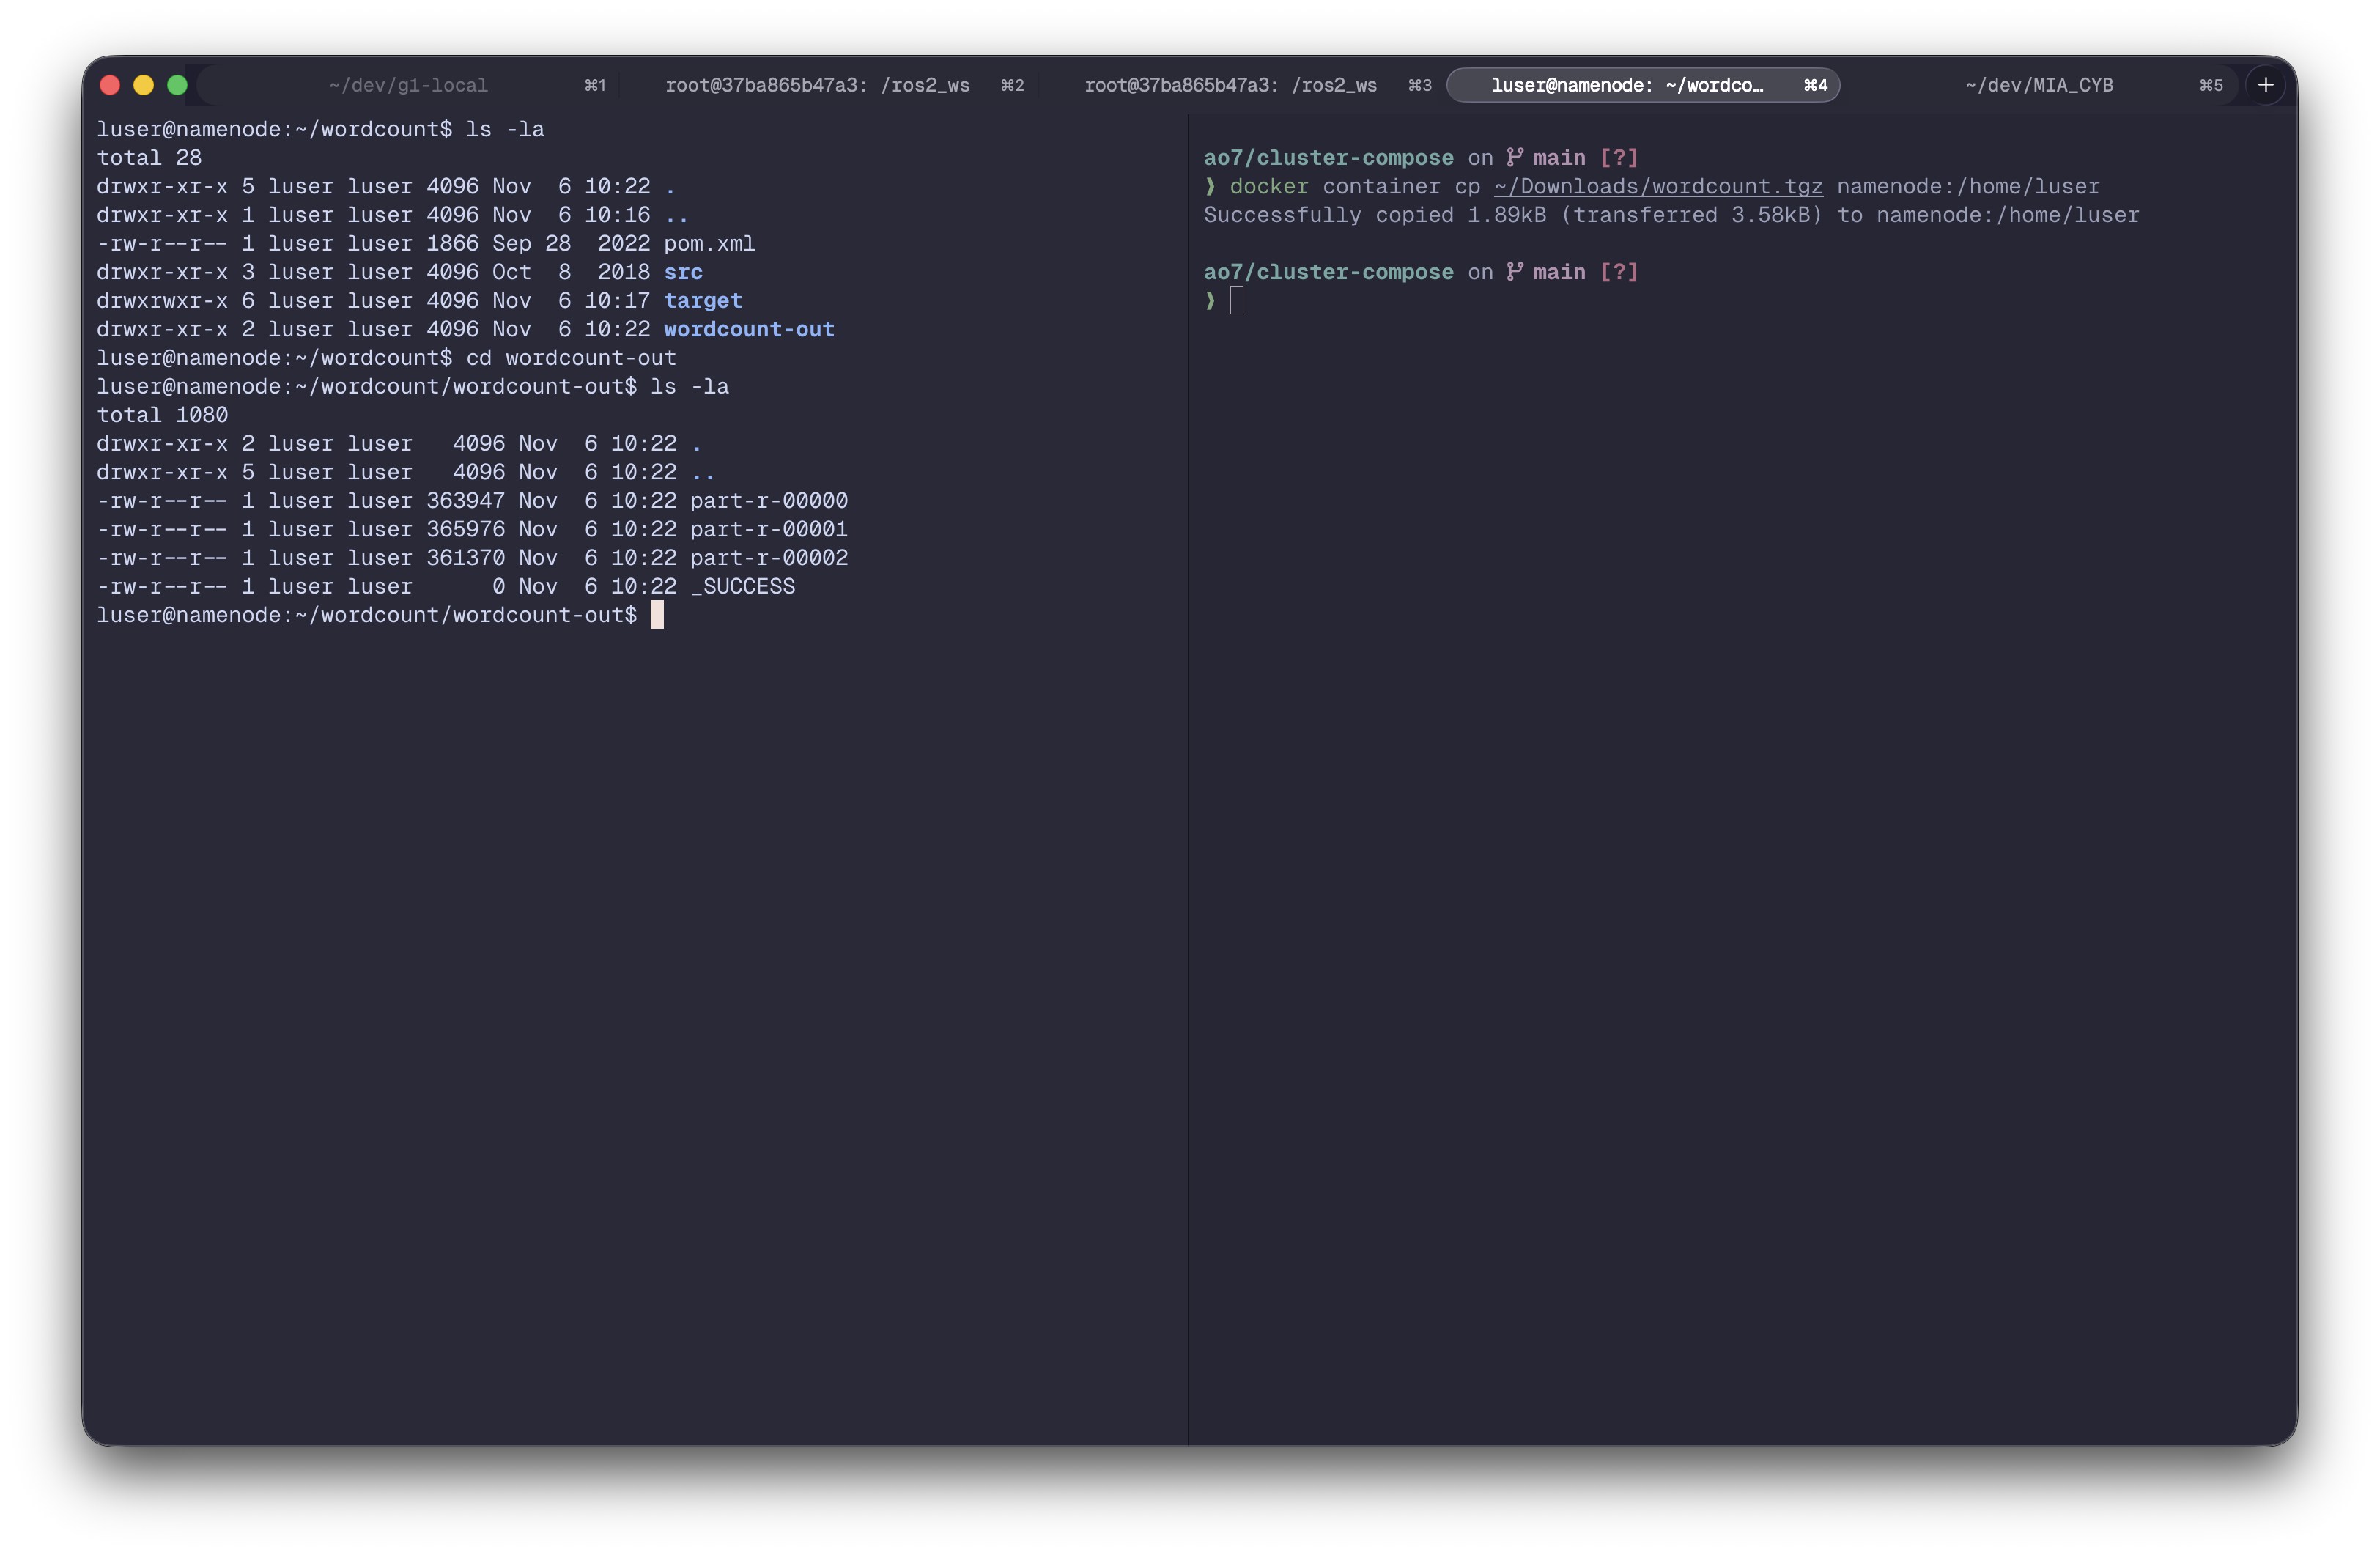 ~/dev/g1-local ⌘1 root@37ba865b47a3: /ros2_ws ⌘2 root@37ba865b47a3: /ros2_ws ⌘3 luser@namenode: ~/wordco… ⌘4 ~/dev/MIA_CYB ⌘5 +
luser@namenode:~/wordcount$ ls -la
total 28
drwxr-xr-x 5 luser luser 4096 Nov  6 10:22 .
drwxr-xr-x 1 luser luser 4096 Nov  6 10:16 ..
-rw-r--r-- 1 luser luser 1866 Sep 28  2022 pom.xml
drwxr-xr-x 3 luser luser 4096 Oct  8  2018 src
drwxrwxr-x 6 luser luser 4096 Nov  6 10:17 target
drwxr-xr-x 2 luser luser 4096 Nov  6 10:22 wordcount-out
luser@namenode:~/wordcount$ cd wordcount-out
luser@namenode:~/wordcount/wordcount-out$ ls -la
total 1080
drwxr-xr-x 2 luser luser   4096 Nov  6 10:22 .
drwxr-xr-x 5 luser luser   4096 Nov  6 10:22 ..
-rw-r--r-- 1 luser luser 363947 Nov  6 10:22 part-r-00000
-rw-r--r-- 1 luser luser 365976 Nov  6 10:22 part-r-00001
-rw-r--r-- 1 luser luser 361370 Nov  6 10:22 part-r-00002
-rw-r--r-- 1 luser luser      0 Nov  6 10:22 _SUCCESS
luser@namenode:~/wordcount/wordcount-out$
ao7/cluster-compose on main [?]
❱ docker container cp ~/Downloads/wordcount.tgz namenode:/home/luser
Successfully copied 1.89kB (transferred 3.58kB) to namenode:/home/luser
ao7/cluster-compose on main [?]
❱